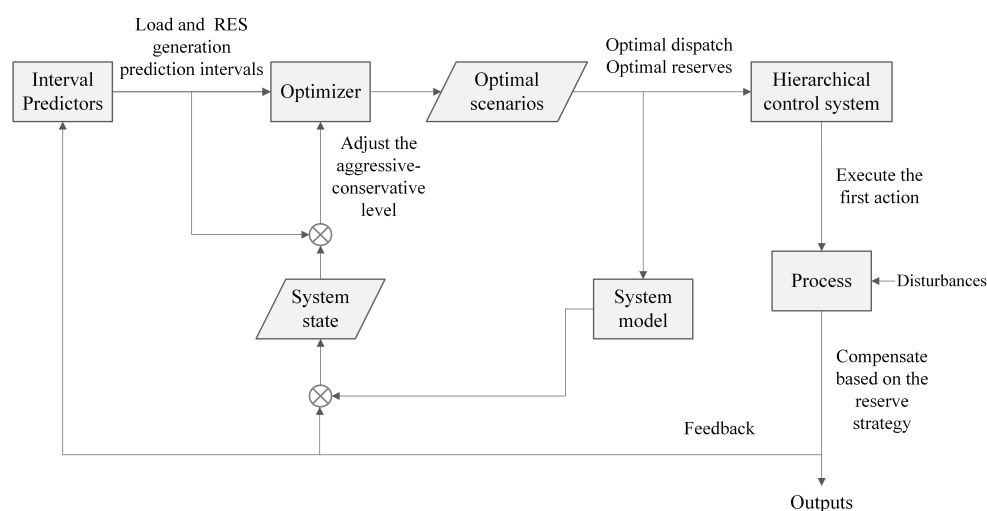 Load and RES
generation
prediction intervals
Interval
Predictors
Optimizer
Optimal
scenarios
Optimal dispatch
Optimal reserves
Hierarchical
control system
Adjust the
aggressive-
conservative
level
Execute the
first action
System
state
System
model
Process
Disturbances
Compensate
based on the
reserve
strategy
Feedback
Outputs